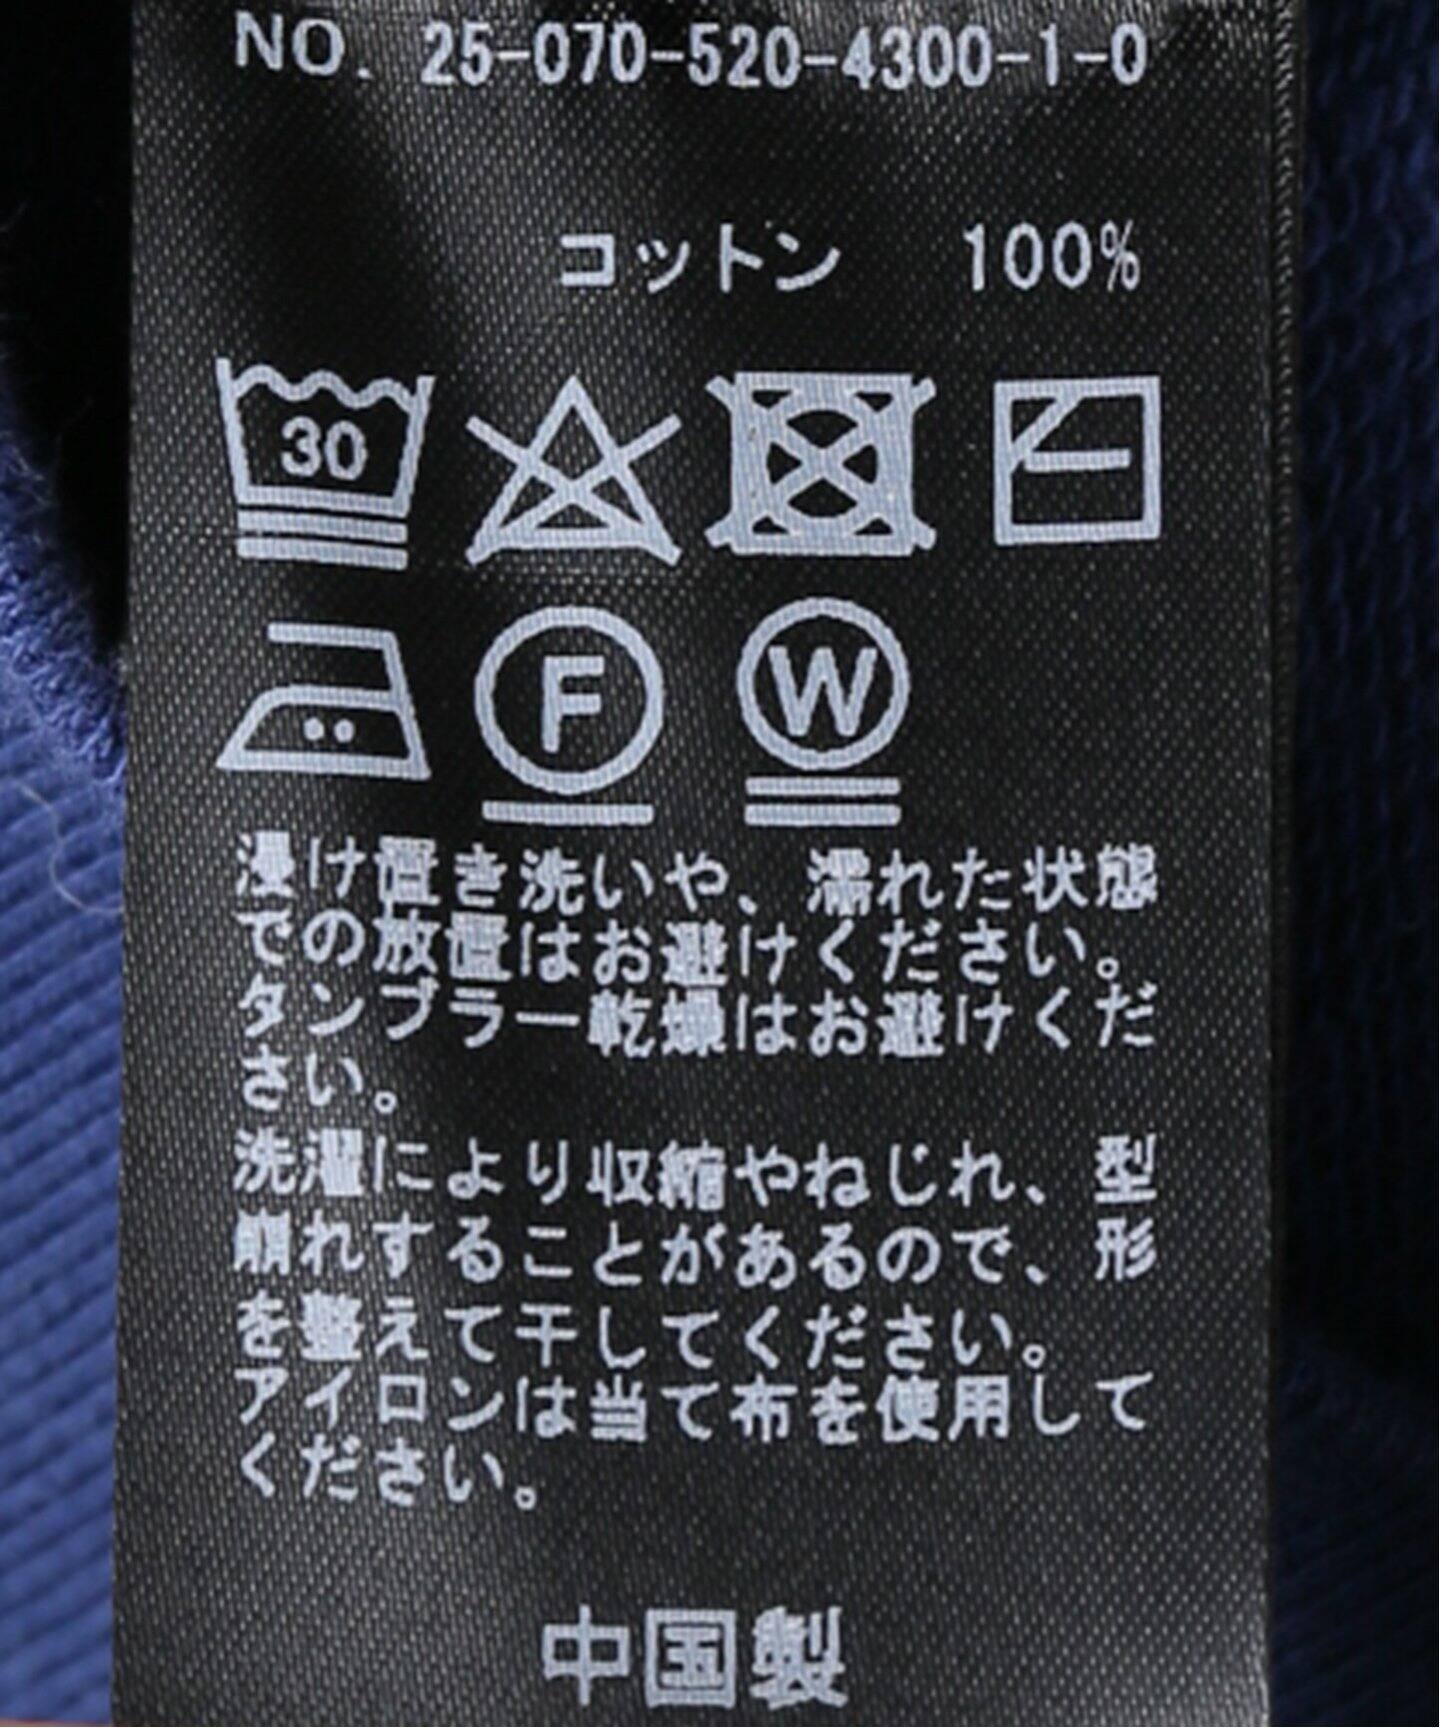 NO. 25-070-520-4300-1-0
コットン 100%
30
F
W
浸け置き洗いや、濡れた状態
での放置はお避けください。
タンブラー乾燥はお避けくだ
さい。
洗濯により収縮やねじれ、型
崩れすることがあるので、形
を整えて干してください。
アイロンは当て布を使用して
ください。
中国製